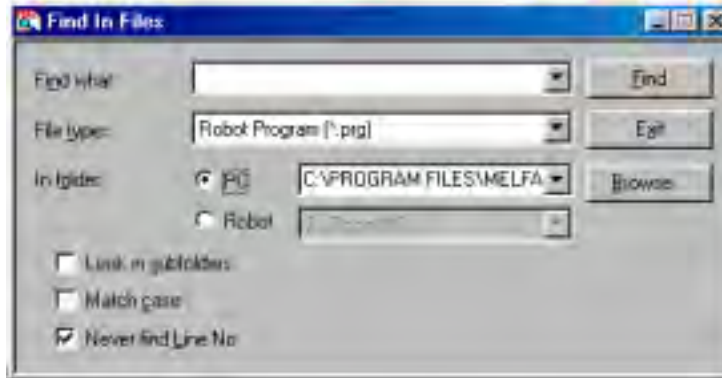 Find In Files
Find what:
Find
File type: Robot Program (*.prg)
Exit
In folder: PC C:\PROGRAM FILES\MELFA
Browse
Robot
Look in subfolders
Match case
Never find Line No